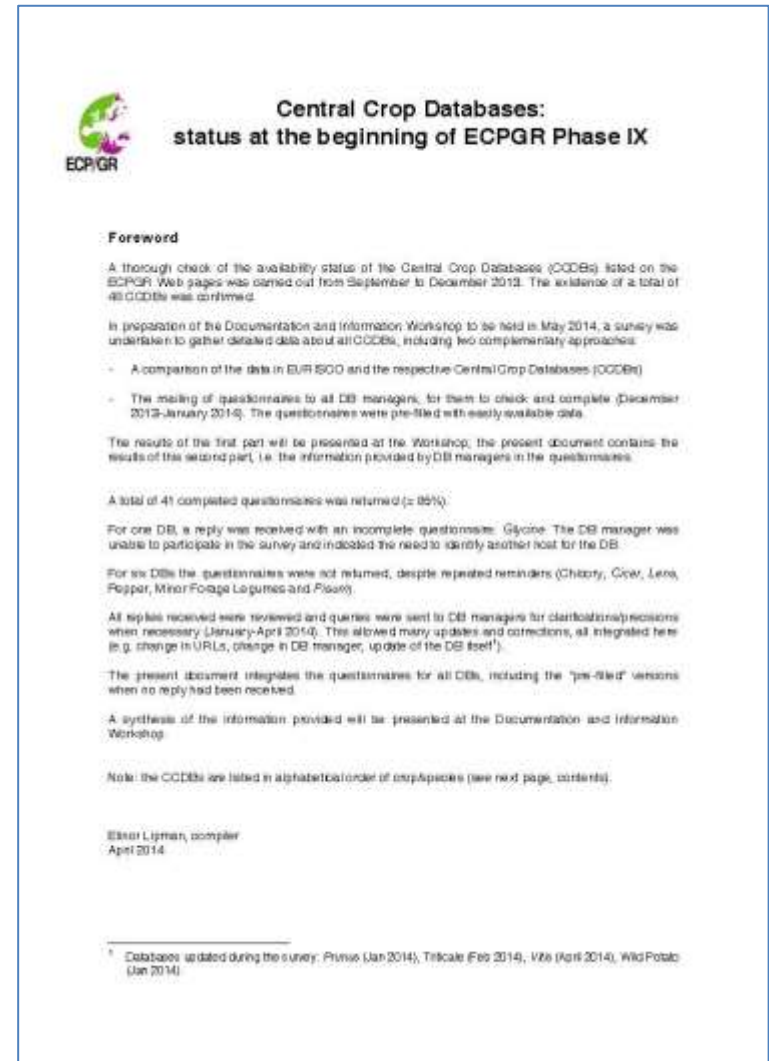 ECP/GR
Central Crop Databases:
status at the beginning of ECPGR Phase IX
Foreword
A thorough check of the availability status of the Central Crop Databases (CCDBs) listed on the
ECPGR Web pages was carried out from September to December 2013. The existence of a total of
CCDBs was confirmed.
In preparation of the Documentation and Information Workshop to be held in May 2014, a survey was
undertaken to gather detailed data about all CCDBs, including two complementary approaches:
- A comparison of the data in EURISCO and the respective Central Crop Databases (CCDBs)
- The mailing of questionnaires to all DB managers, for them to check and complete (December
2013-January 2014). The questionnaires were pre-filled with easily available data.
The results of the first part will be presented at the Workshop; the present document contains the
results of the second part, i.e. the information provided by DB managers in the questionnaires.
A total of 41 completed questionnaires was returned (= 85%).
For one DB, a reply was received with an incomplete questionnaire: Glycine. The DB manager was
unable to participate in the survey and indicated the need to identify another host for the DB.
For six DBs the questionnaires were not returned, despite repeated reminders (Chicory, Cicer, Lens,
Pepper, Minor Forage Legumes and Pisum).
All replies received were reviewed and queries were sent to DB managers for clarifications/precisions
when necessary (January-April 2014). This allowed many updates and corrections, all integrated here
(e.g. change in URLs, change in DB manager, update of the DB itself¹).
The present document integrates the questionnaires for all DBs, including the "pre-filled" versions
when no reply had been received.
A synthesis of the information provided will be presented at the Documentation and Information
Workshop.
Note: the CCDBs are listed in alphabetical order of crop/species (see next page, contents).
Elinor Lipman, compiler
April 2014
¹ Databases updated during the survey: Prunus (Jan 2014), Triticale (Feb 2014), Vitis (April 2014), Wild Potato
(Jan 2014)